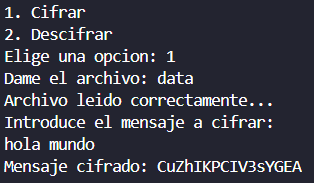 1. Cifrar
2. Descifrar
Elige una opcion: 1
Dame el archivo: data
Archivo leido correctamente...
Introduce el mensaje a cifrar:
hola mundo
Mensaje cifrado: CuZhIKPCIV3sYGEA